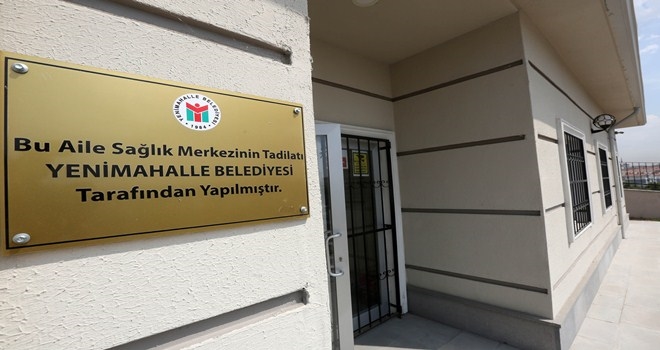 YENİMAHALLE BELEDİYESİ
• 1984 •
Bu Aile Sağlık Merkezinin Tadilatı
YENİMAHALLE BELEDİYESİ
Tarafından Yapılmıştır.